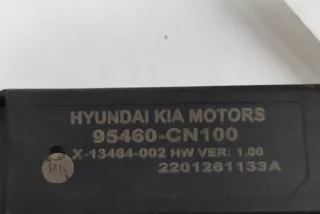 HYUNDAI KIA MOTORS
95460-CN100
X-13464-002 HW VER: 1.00
2201261133A